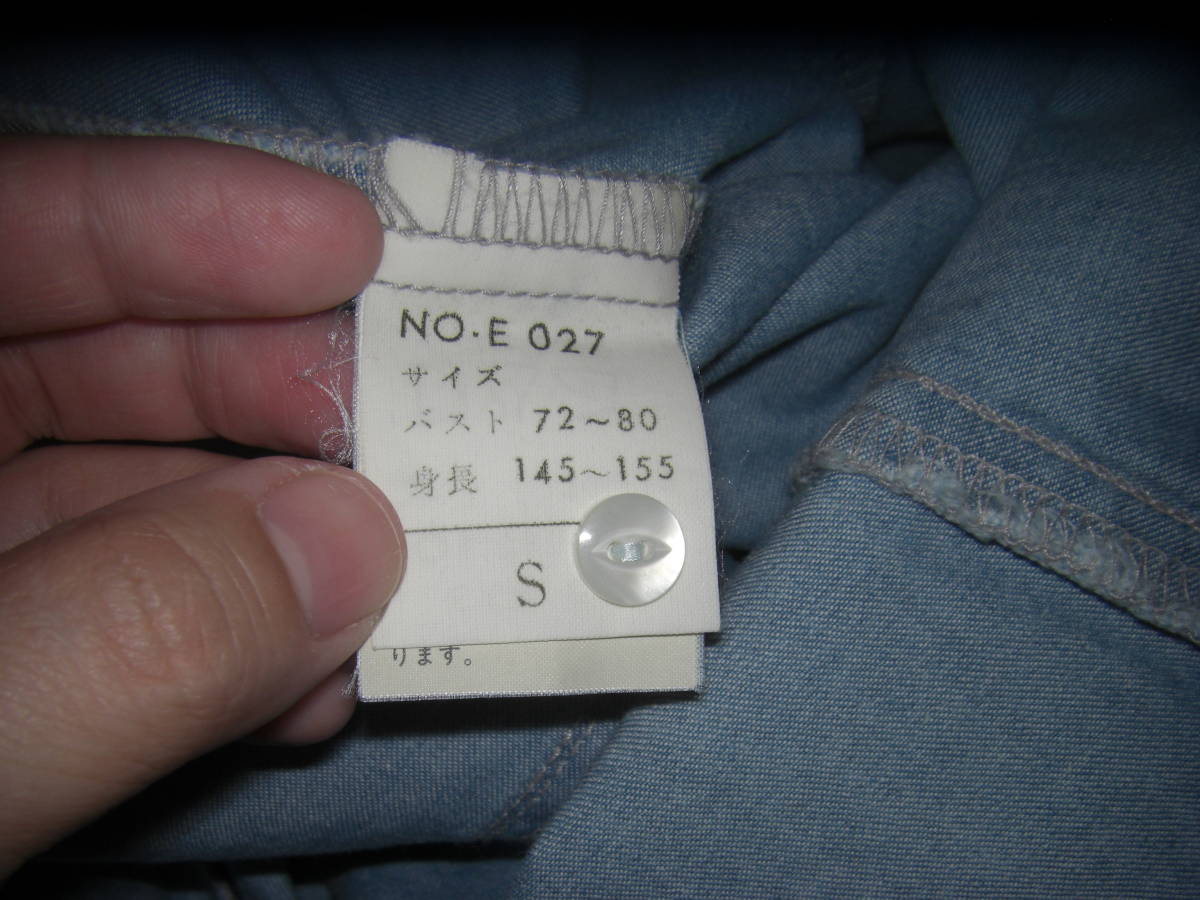 NO.E 027
サイズ
バスト 72~80
身長 145~155
S
ります。